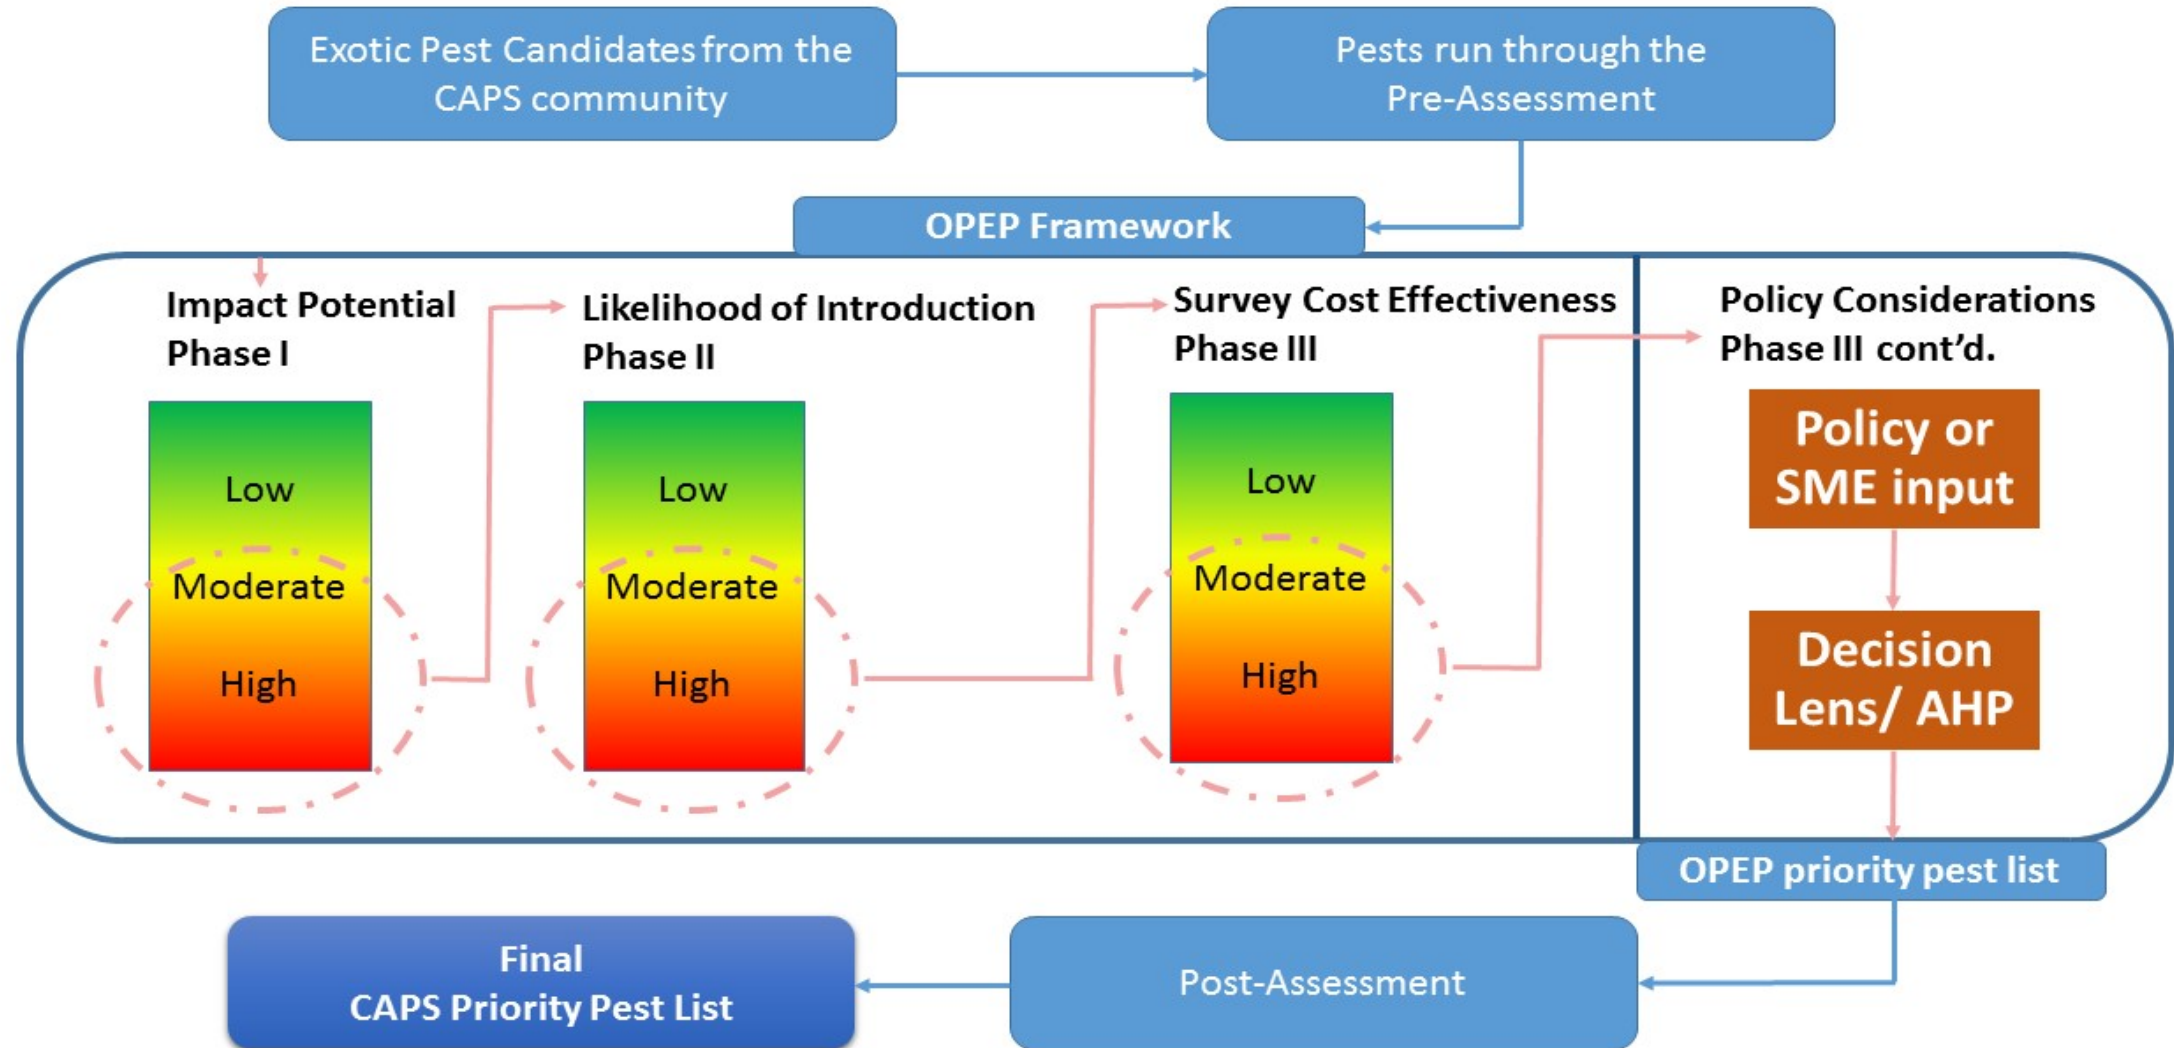 Exotic Pest Candidates from the
CAPS community
Pests run through the
Pre-Assessment
OPEP Framework
Impact Potential
Phase I
Low
Moderate
High
Likelihood of Introduction
Phase II
Low
Moderate
High
Survey Cost Effectiveness
Phase III
Low
Moderate
High
Policy Considerations
Phase III cont’d.
Policy or
SME input
Decision
Lens/ AHP
OPEP priority pest list
Post-Assessment
Final
CAPS Priority Pest List